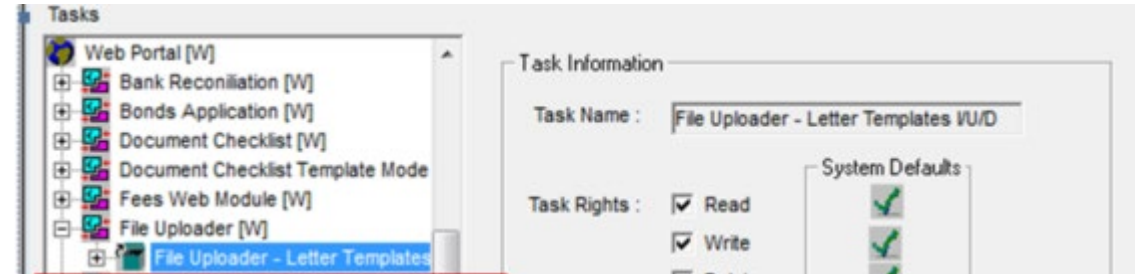 Tasks
Web Portal [W]
Bank Reconiliation [W]
Bonds Application [W]
Document Checklist [W]
Document Checklist Template Mode
Fees Web Module [W]
File Uploader [W]
File Uploader - Letter Templates
Task Information
Task Name : File Uploader - Letter Templates I/U/D
System Defaults
Task Rights : Read
Write